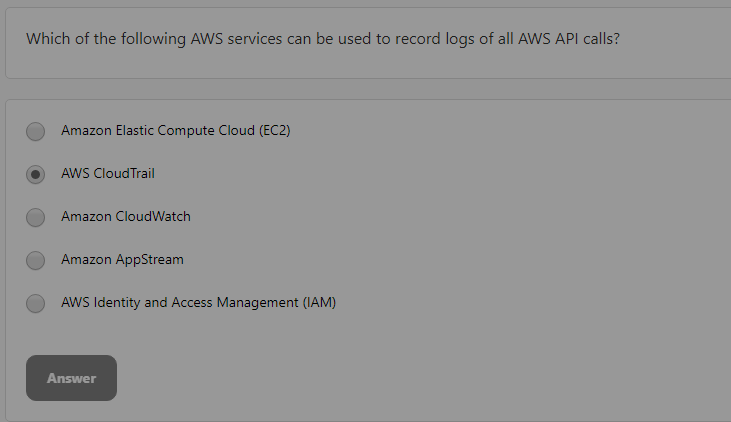 Which of the following AWS services can be used to record logs of all AWS API calls?
Amazon Elastic Compute Cloud (EC2)
AWS CloudTrail
Amazon CloudWatch
Amazon AppStream
AWS Identity and Access Management (IAM)
Answer